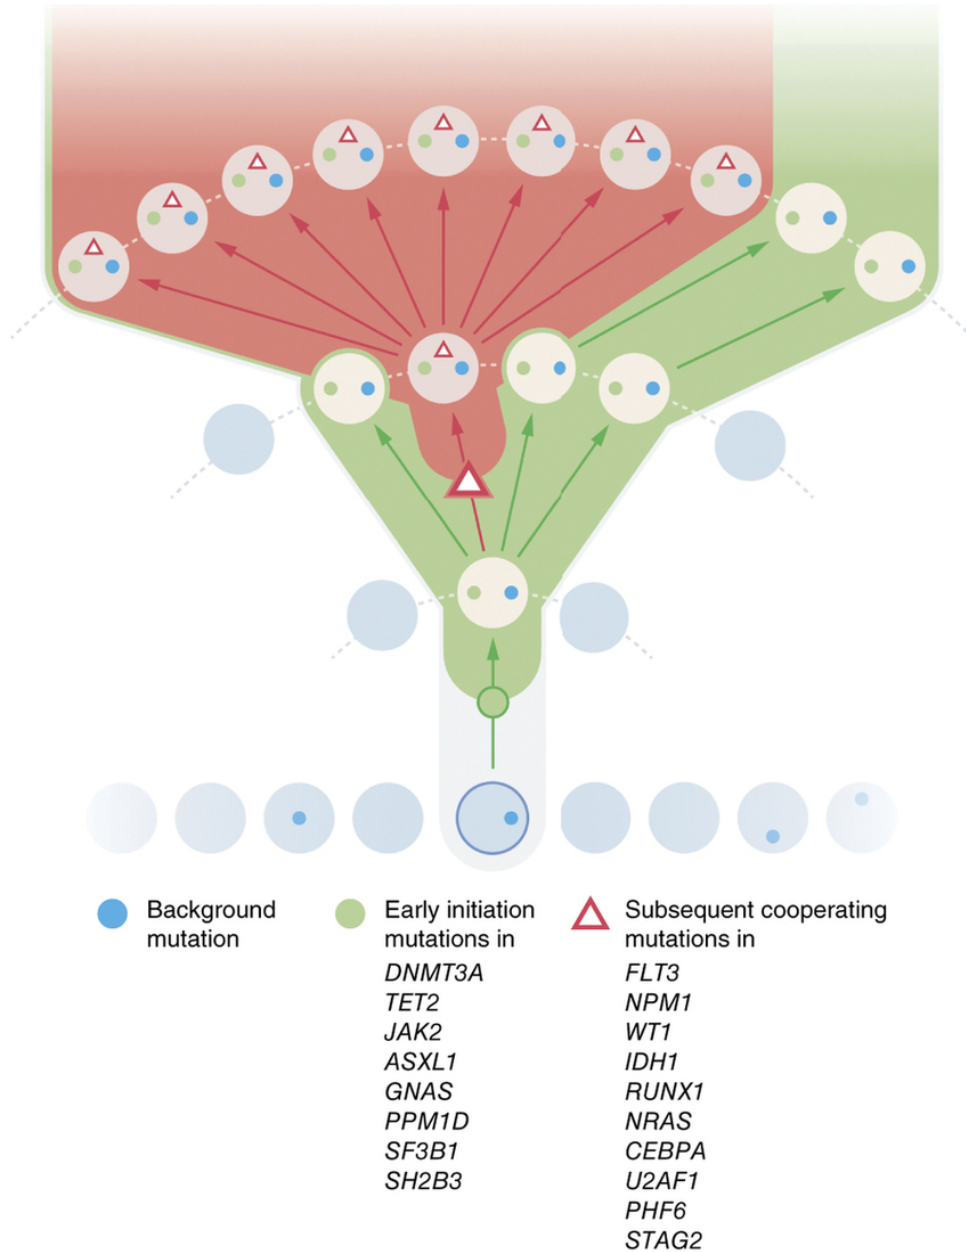 Background
mutation
Early initiation
mutations in
DNMT3A
TET2
JAK2
ASXL1
GNAS
PPM1D
SF3B1
SH2B3
Subsequent cooperating
mutations in
FLT3
NPM1
WT1
IDH1
RUNX1
NRAS
CEBPA
U2AF1
PHF6
STAG2